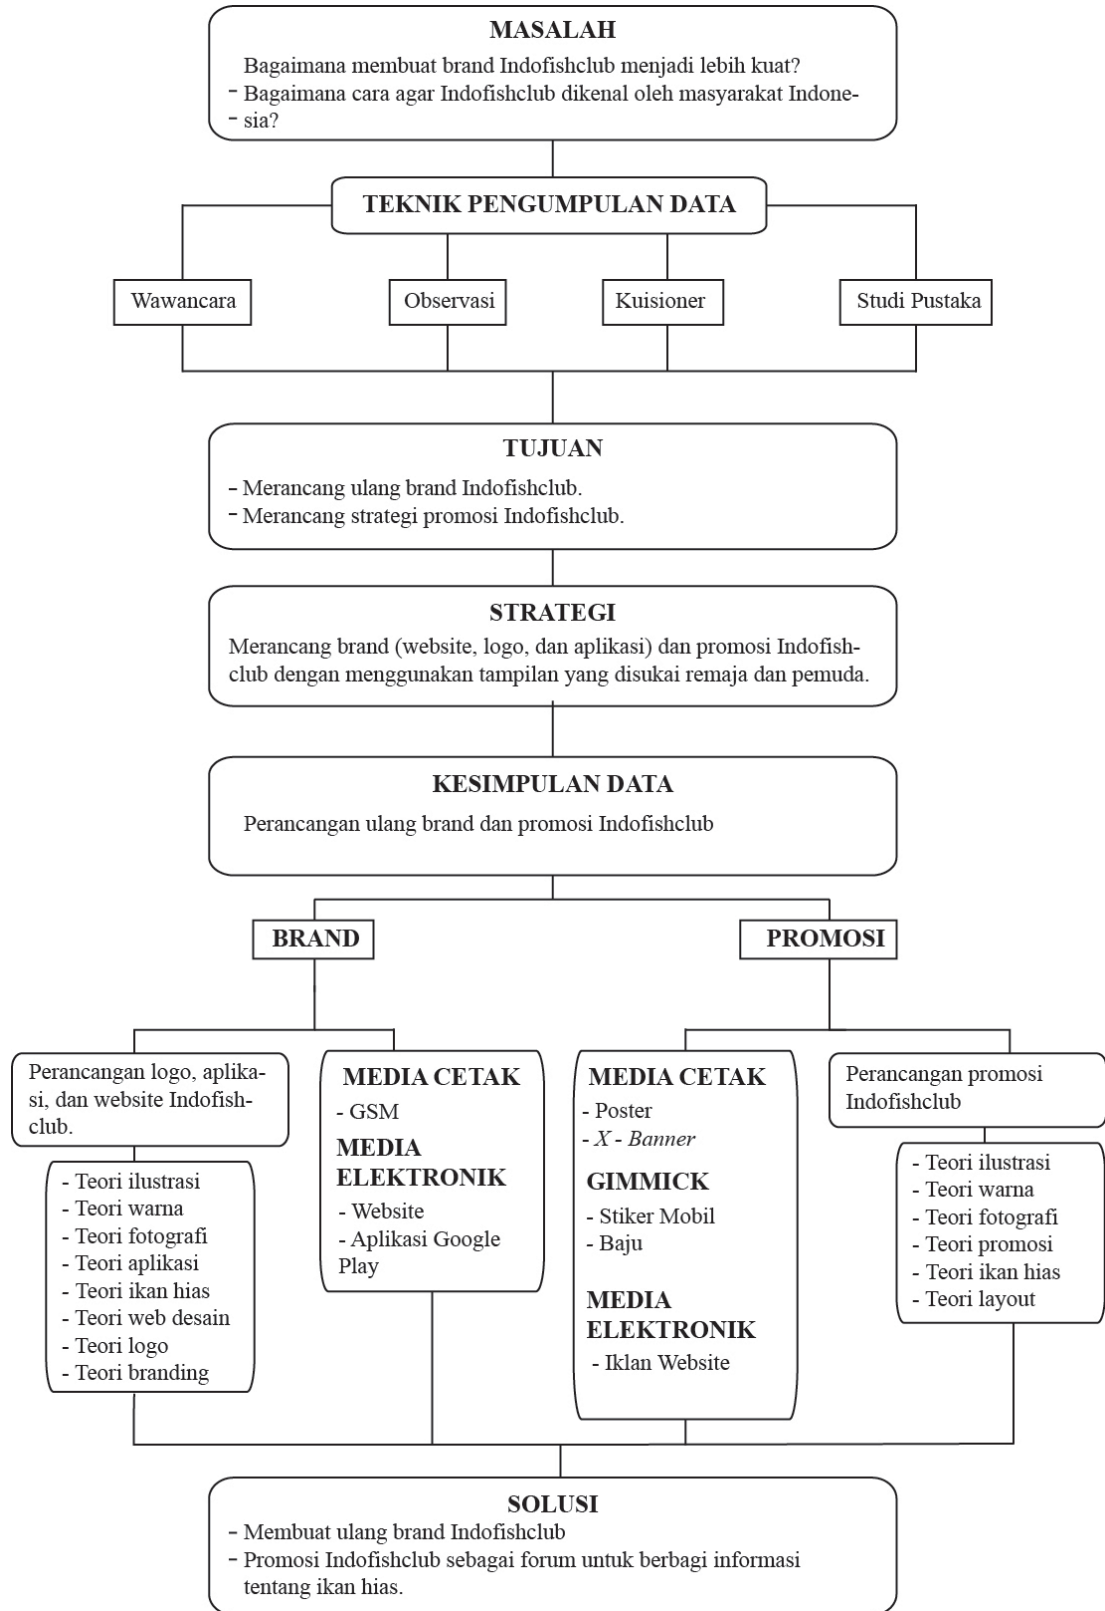 MASALAH
Bagaimana membuat brand Indofishclub menjadi lebih kuat?
- Bagaimana cara agar Indofishclub dikenal oleh masyarakat Indone-
- sia?
TEKNIK PENGUMPULAN DATA
Wawancara
Observasi
Kuisioner
Studi Pustaka
TUJUAN
- Merancang ulang brand Indofishclub.
- Merancang strategi promosi Indofishclub.
STRATEGI
Merancang brand (website, logo, dan aplikasi) dan promosi Indofish-
club dengan menggunakan tampilan yang disukai remaja dan pemuda.
KESIMPULAN DATA
Perancangan ulang brand dan promosi Indofishclub
BRAND
PROMOSI
Perancangan logo, aplika-
si, dan website Indofish-
club.
- Teori ilustrasi
- Teori warna
- Teori fotografi
- Teori aplikasi
- Teori ikan hias
- Teori web desain
- Teori logo
- Teori branding
MEDIA CETAK
- GSM
MEDIA
ELEKTRONIK
- Website
- Aplikasi Google
Play
MEDIA CETAK
- Poster
- X - Banner
GIMMICK
- Stiker Mobil
- Baju
MEDIA
ELEKTRONIK
- Iklan Website
Perancangan promosi
Indofishclub
- Teori ilustrasi
- Teori warna
- Teori fotografi
- Teori promosi
- Teori ikan hias
- Teori layout
SOLUSI
- Membuat ulang brand Indofishclub
- Promosi Indofishclub sebagai forum untuk berbagi informasi
tentang ikan hias.